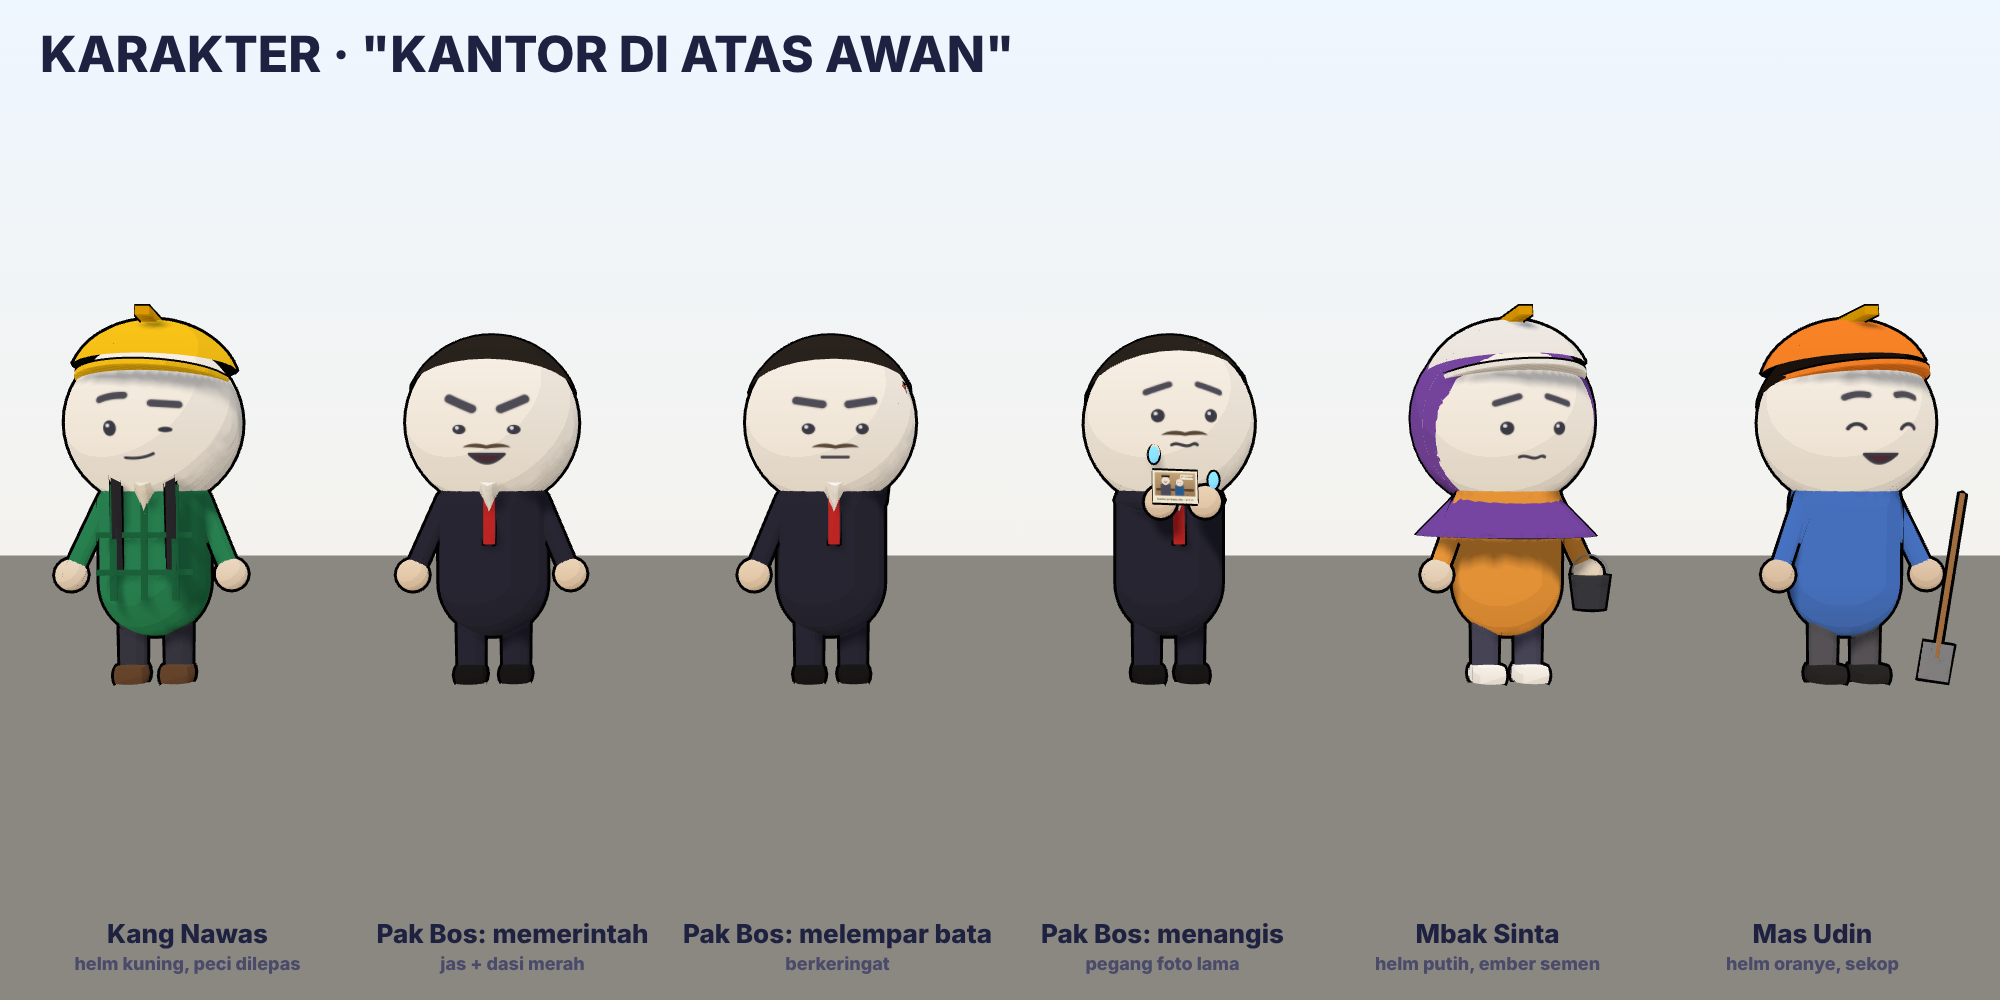 KARAKTER · "KANTOR DI ATAS AWAN"
Kang Nawas
helm kuning, peci dilepas
Pak Bos: memerintah
jas + dasi merah
Pak Bos: melempar bata
berkeringat
Pak Bos: menangis
pegang foto lama
Mbak Sinta
helm putih, ember semen
Mas Udin
helm oranye, sekop